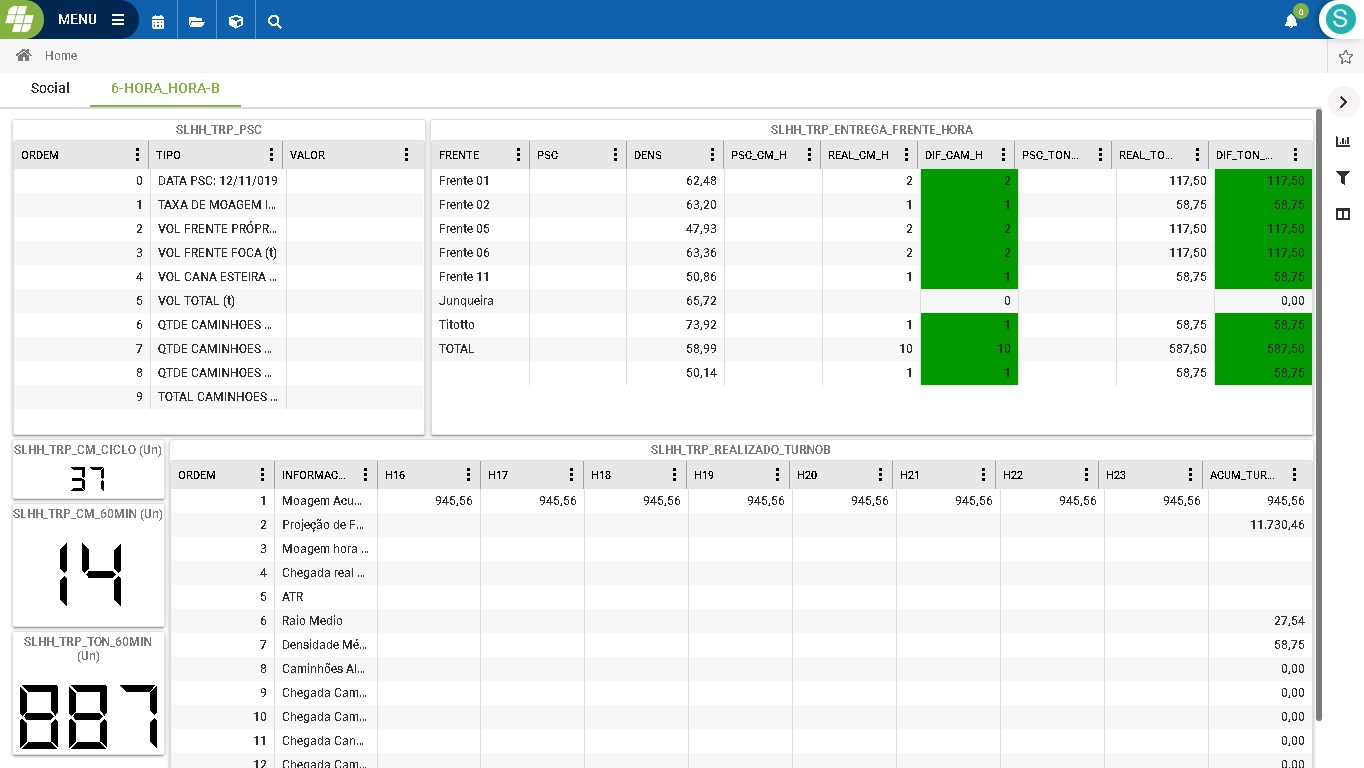 MENU
0
S
Home
Social 6-HORA_HORA-B
SLHH_TRP_PSC
ORDEM TIPO VALOR
0 DATA PSC: 12/11/019
1 TAXA DE MOAGEM I...
2 VOL FRENTE PRÓPR...
3 VOL FRENTE FOCA (t)
4 VOL CANA ESTEIRA ...
5 VOL TOTAL (t)
6 QTDE CAMINHOES ...
7 QTDE CAMINHOES ...
8 QTDE CAMINHOES ...
9 TOTAL CAMINHOES ...
SLHH_TRP_ENTREGA_FRENTE_HORA
FRENTE PSC DENS PSC_CM_H REAL_CM_H DIF_CAM_H PSC_TON... REAL_TO... DIF_TON_...
Frente 01 62,48 2 2 117,50 117,50
Frente 02 63,20 1 1 58,75 58,75
Frente 05 47,93 2 2 117,50 117,50
Frente 06 63,36 2 2 117,50 117,50
Frente 11 50,86 1 1 58,75 58,75
Junqueira 65,72 0 0,00
Titotto 73,92 1 1 58,75 58,75
TOTAL 58,99 10 10 587,50 587,50
50,14 1 1 58,75 58,75
SLHH_TRP_CM_CICLO (Un)
37
SLHH_TRP_CM_60MIN (Un)
14
SLHH_TRP_TON_60MIN
(Un)
887
SLHH_TRP_REALIZADO_TURNOB
ORDEM INFORMAC... H16 H17 H18 H19 H20 H21 H22 H23 ACUM_TUR...
1 Moagem Acu... 945,56 945,56 945,56 945,56 945,56 945,56 945,56 945,56 945,56
2 Projeção de F... 11.730,46
3 Moagem hora ...
4 Chegada real ...
5 ATR
6 Raio Medio 27,54
7 Densidade Mé... 58,75
8 Caminhões Al... 0,00
9 Chegada Cam... 0,00
10 Chegada Cam... 0,00
11 Chegada Can... 0,00
12 Chegada Cam... 0,00